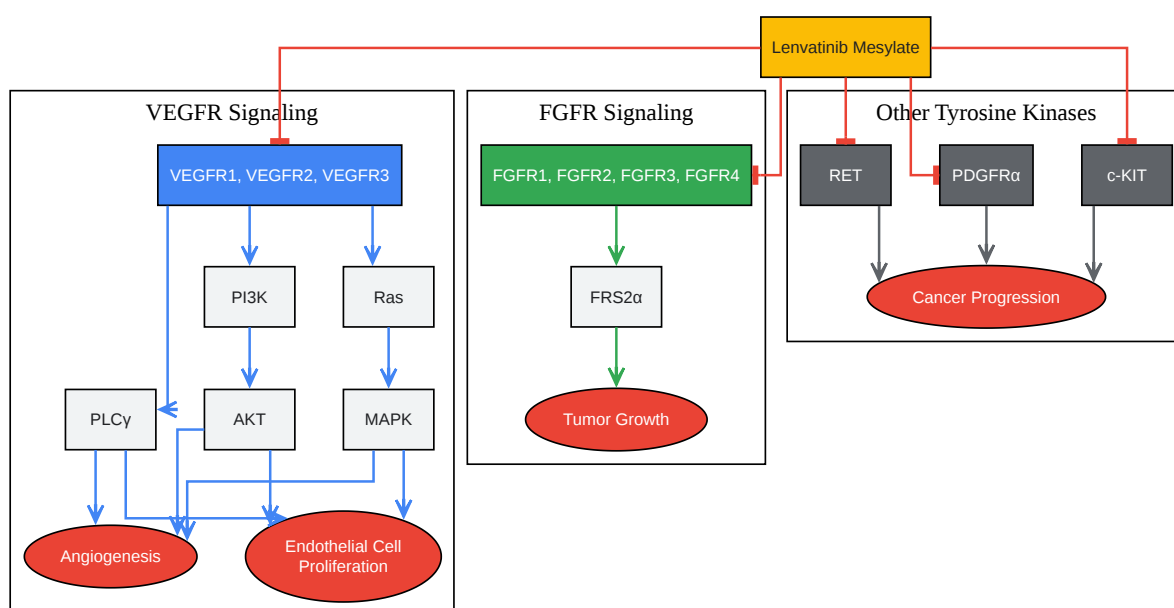 Lenvatinib Mesylate
VEGFR Signaling
FGFR Signaling
Other Tyrosine Kinases
VEGFR1, VEGFR2, VEGFR3
FGFR1, FGFR2, FGFR3, FGFR4
RET
PDGFRα
c-KIT
PI3K
Ras
FRS2α
Cancer Progression
PLCγ
AKT
MAPK
Tumor Growth
Angiogenesis
Endothelial Cell
Proliferation